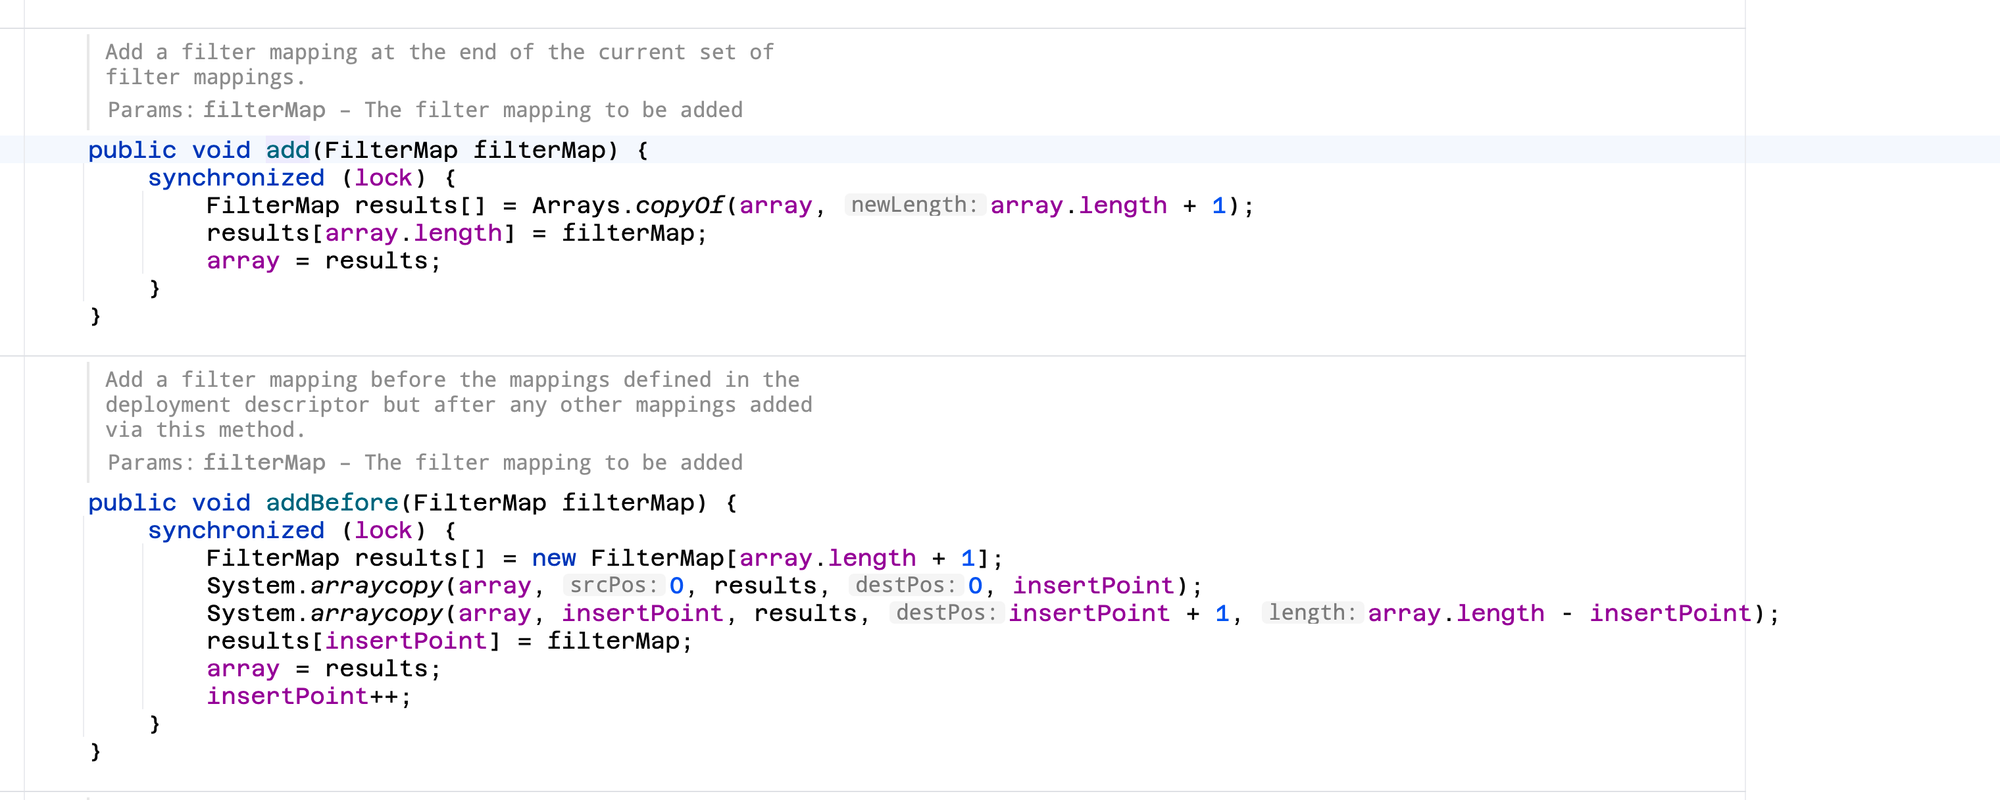 Add a filter mapping at the end of the current set of
filter mappings.
Params: filterMap – The filter mapping to be added
public void add(FilterMap filterMap) {
synchronized (lock) {
FilterMap results[] = Arrays.copyOf(array, newLength: array.length + 1);
results[array.length] = filterMap;
array = results;
}
}
Add a filter mapping before the mappings defined in the
deployment descriptor but after any other mappings added
via this method.
Params: filterMap – The filter mapping to be added
public void addBefore(FilterMap filterMap) {
synchronized (lock) {
FilterMap results[] = new FilterMap[array.length + 1];
System.arraycopy(array, srcPos: 0, results, destPos: 0, insertPoint);
System.arraycopy(array, insertPoint, results, destPos: insertPoint + 1, length: array.length - insertPoint);
results[insertPoint] = filterMap;
array = results;
insertPoint++;
}
}